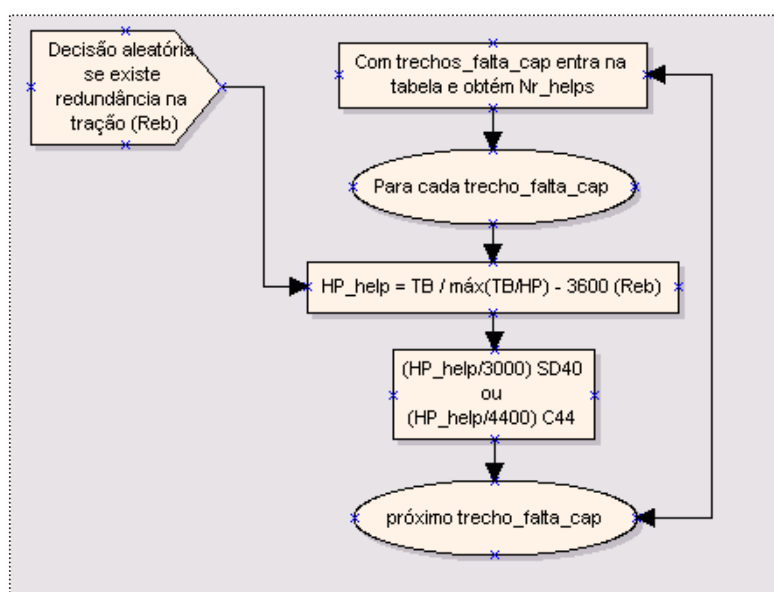 Decisão aleatória
se existe
redundância na
tração (Reb)
Com trechos_falta_cap entra na
tabela e obtém Nr_helps
Para cada trecho_falta_cap
HP_help = TB / máx(TB/HP) - 3600 (Reb)
(HP_help/3000) SD40
ou
(HP_help/4400) C44
próximo trecho_falta_cap